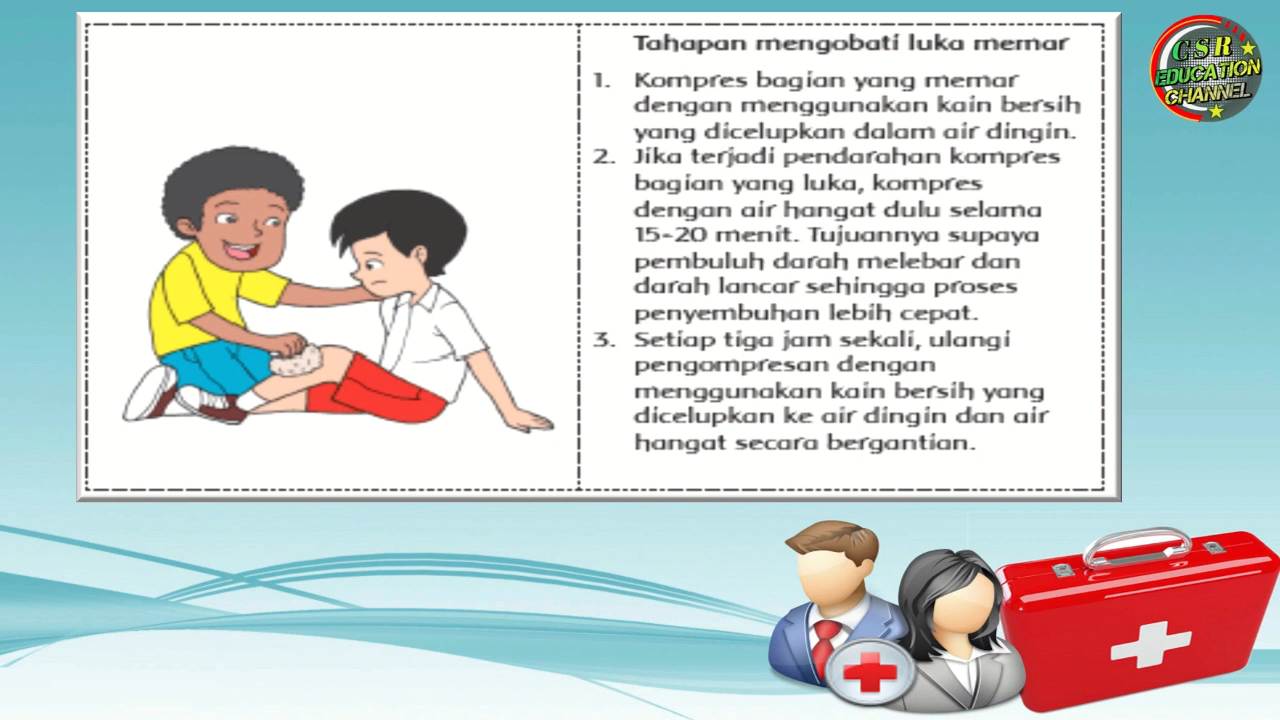 Tahapan mengobati luka memar
1. Kompres bagian yang memar
dengan menggunakan kain bersih
yang dicelupkan dalam air dingin.
2. Jika terjadi pendarahan kompres
bagian yang luka, kompres
dengan air hangat dulu selama
15-20 menit. Tujuannya supaya
pembuluh darah melebar dan
darah lancar sehingga proses
penyembuhan lebih cepat.
3. Setiap tiga jam sekali, ulangi
pengompresan dengan
menggunakan kain bersih yang
dicelupkan ke air dingin dan air
hangat secara bergantian.
CSR
EDUCATION
CHANNEL